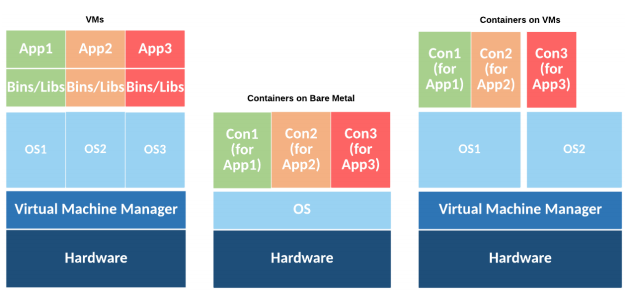 VMs
App1 App2 App3
Bins/Libs Bins/Libs Bins/Libs
OS1 OS2 OS3
Virtual Machine Manager
Hardware
Containers on Bare Metal
Con1
(for
App1)
Con2
(for
App2)
Con3
(for
App3)
OS
Hardware
Containers on VMs
Con1
(for
App1)
Con2
(for
App2)
Con3
(for
App3)
OS1 OS2
Virtual Machine Manager
Hardware